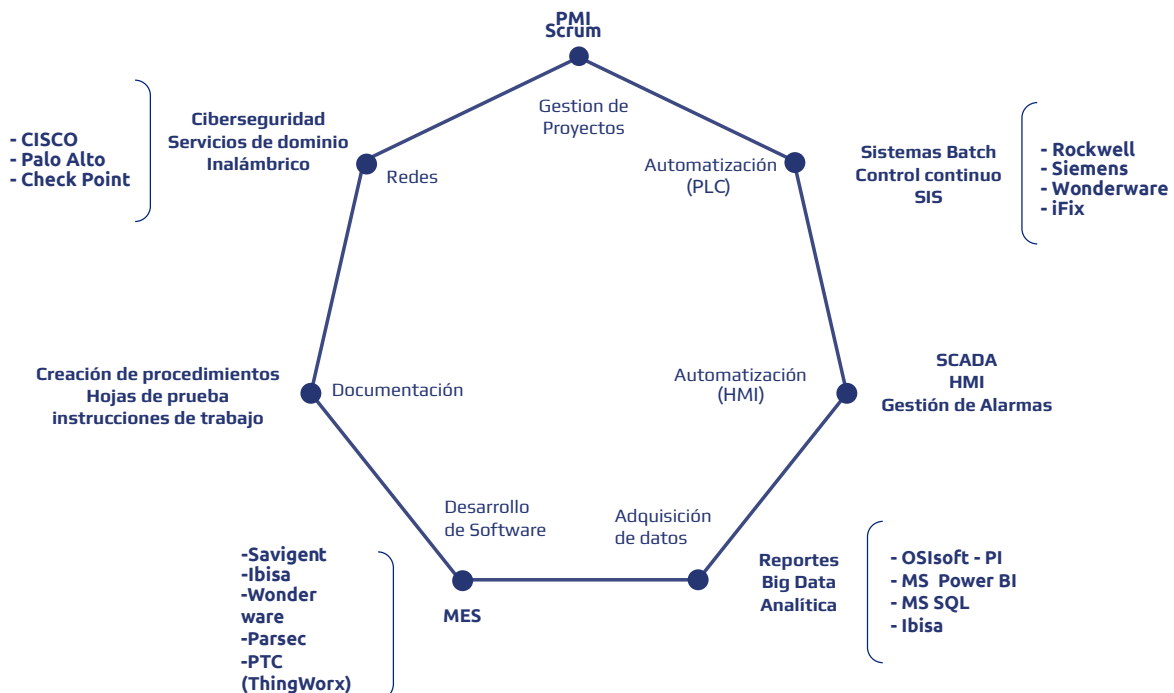 PMI
Scrum
Gestion de
Proyectos
- CISCO
- Palo Alto
- Check Point
Ciberseguridad
Servicios de dominio
Inalámbrico
Redes
Automatización
(PLC)
Sistemas Batch
Control continuo
SIS
- Rockwell
- Siemens
- Wonderware
- iFix
Creación de procedimientos
Hojas de prueba
instrucciones de trabajo
Documentación
Automatización
(HMI)
SCADA
HMI
Gestión de Alarmas
Desarrollo
de Software
Adquisición
de datos
-Savigent
-Ibisa
-Wonder
ware
-Parsec
-PTC
(ThingWorx)
MES
Reportes
Big Data
Analítica
- OSIsoft - PI
- MS Power BI
- MS SQL
- Ibisa